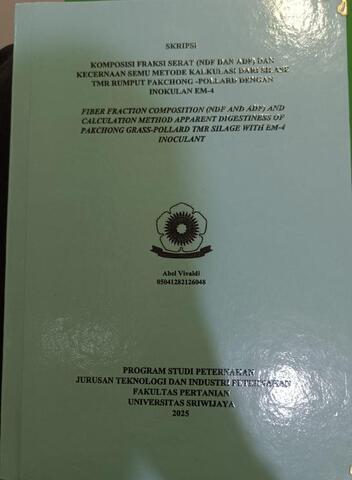 SKRIPSI
KOMPOSISI FRAKSI SERAT (NDF DAN ADF) DAN
KECERNAAN SEMU METODE KALKULASI DARI SILASE
TMR RUMPUT PAKCHONG -POLLARD DENGAN
INOKULAN EM-4
FIBER FRACTION COMPOSITION (NDF AND ADF) AND
CALCULATION METHOD APPARENT DIGESTINESS OF
PAKCHONG GRASS-POLLARD TMR SILAGE WITH EM-4
INOCULANT
Abel Vivaldi
05041282126048
PROGRAM STUDI PETERNAKAN
JURUSAN TEKNOLOGI DAN INDUSTRI PETERNAKAN
FAKULTAS PERTANIAN
UNIVERSITAS SRIWIJAYA
2025